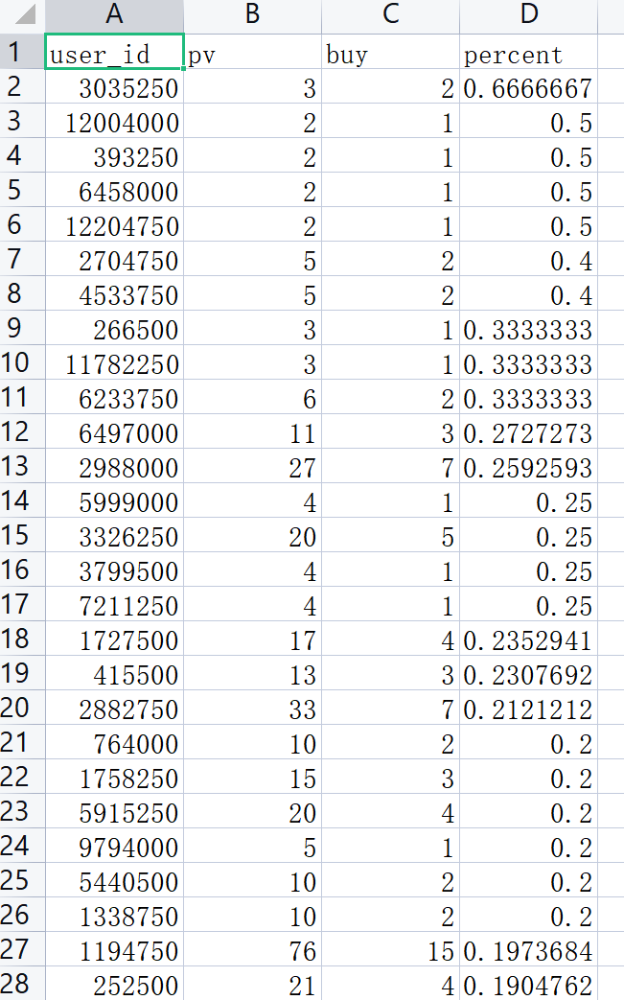 A B C D
1 user_id pv buy percent
2 3035250 3 2 0.6666667
3 12004000 2 1 0.5
4 393250 2 1 0.5
5 6458000 2 1 0.5
6 12204750 2 1 0.5
7 2704750 5 2 0.4
8 4533750 5 2 0.4
9 266500 3 1 0.3333333
10 11782250 3 1 0.3333333
11 6233750 6 2 0.3333333
12 6497000 11 3 0.2727273
13 2988000 27 7 0.2592593
14 5999000 4 1 0.25
15 3326250 20 5 0.25
16 3799500 4 1 0.25
17 7211250 4 1 0.25
18 1727500 17 4 0.2352941
19 415500 13 3 0.2307692
20 2882750 33 7 0.2121212
21 764000 10 2 0.2
22 1758250 15 3 0.2
23 5915250 20 4 0.2
24 9794000 5 1 0.2
25 5440500 10 2 0.2
26 1338750 10 2 0.2
27 1194750 76 15 0.1973684
28 252500 21 4 0.1904762